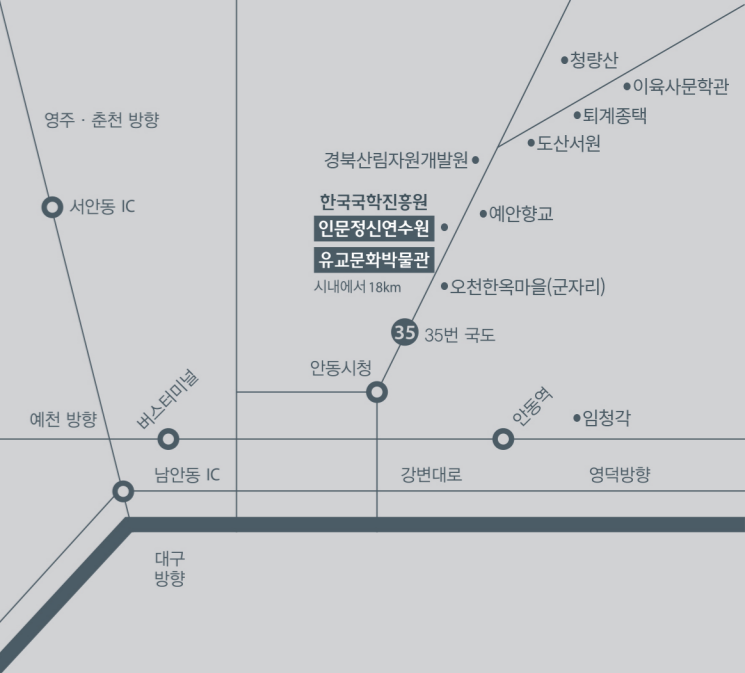 청량산
이육사문학관
영주 · 춘천 방향
퇴계종택
도산서원
경북산림자원개발원
서안동 IC
한국국학진흥원
예안향교
인문정신연수원
유교문화박물관
시내에서 18km
오천한옥마을(군자리)
35
35번 국도
안동시청
버스터미널
안동역
예천 방향
임청각
남안동 IC
강변대로
영덕방향
대구
방향